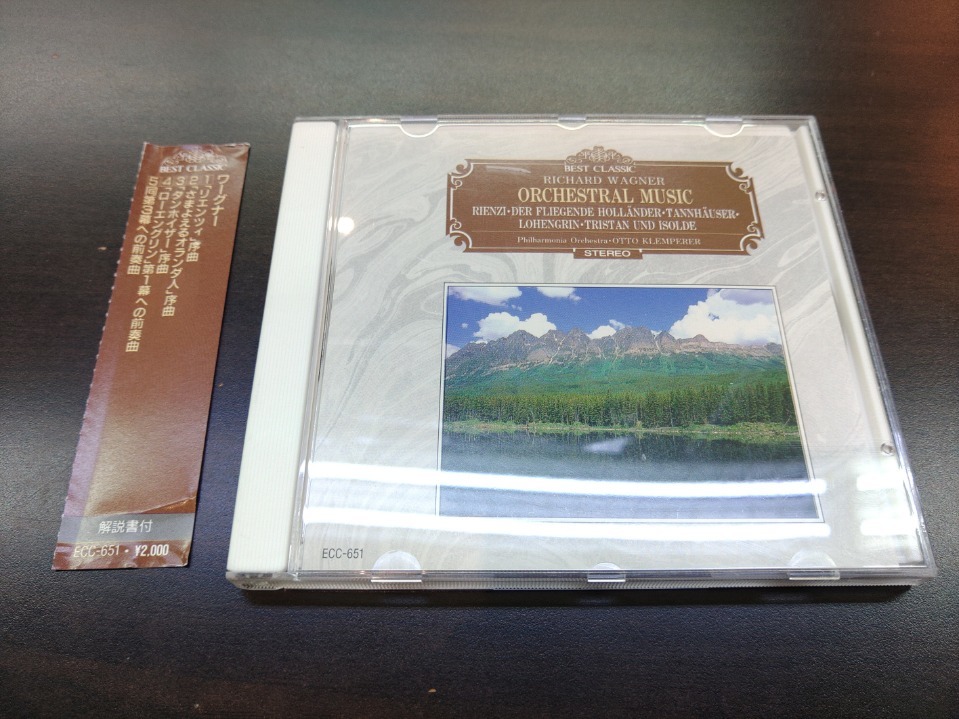 BEST CLASSIC
ワーグナー
1.「リエンツィ」序曲
2.「さまよえるオランダ人」序曲
3.「タンホイザー」序曲
4.「ローエングリン」第1幕への前奏曲
5.同第3幕への前奏曲
解説書付
ECC-651・¥2,000
BEST CLASSIC
RICHARD WAGNER
ORCHESTRAL MUSIC
RIENZI·DER FLIEGENDE HOLLÄNDER·TANNHÄUSER·
LOHENGRIN·TRISTAN UND ISOLDE
Philharmonia Orchestra·OTTO KLEMPERER
STEREO
ECC-651